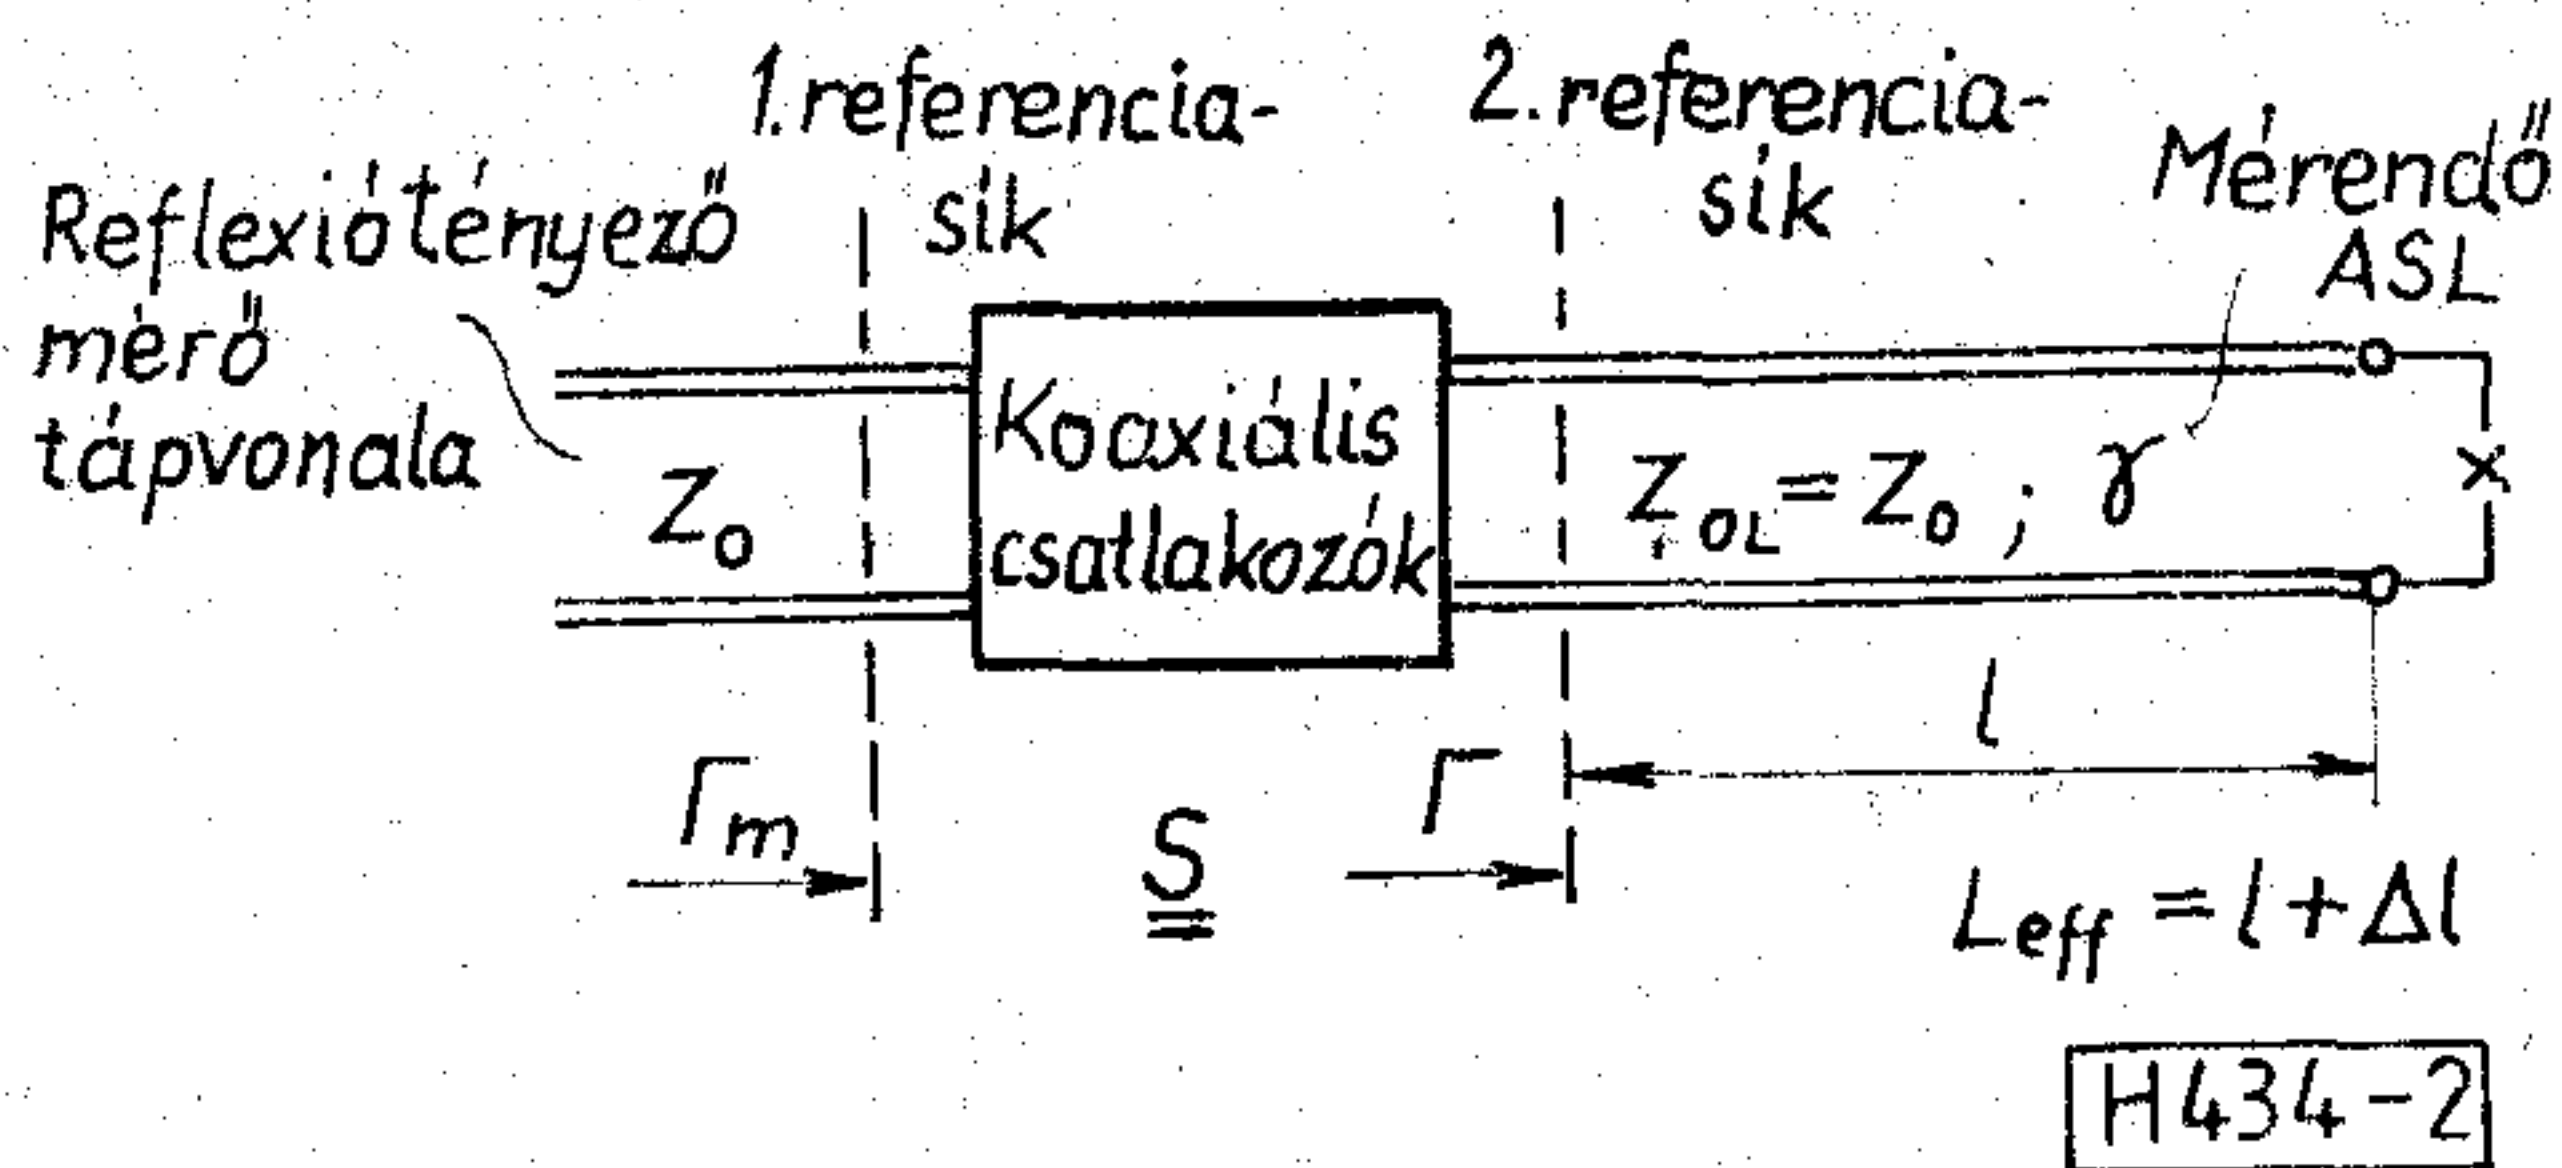 1. referencia-
sík
2. referencia-
sík
Mérendő
ASL
Reflexiótényező
mérő
tápvonala
Z₀
Koaxiális
csatlakozók
Z₀L = Z₀ ; γ
x
l
Γm
S
Γ
Leff = l + Δl
H434-2